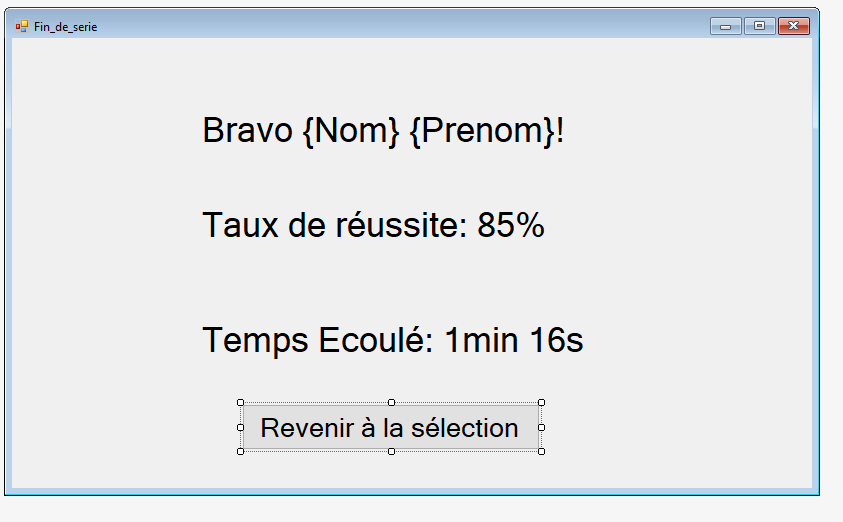 Fin_de_serie
Bravo {Nom} {Prenom}!
Taux de réussite: 85%
Temps Ecoulé: 1min 16s
Revenir à la sélection